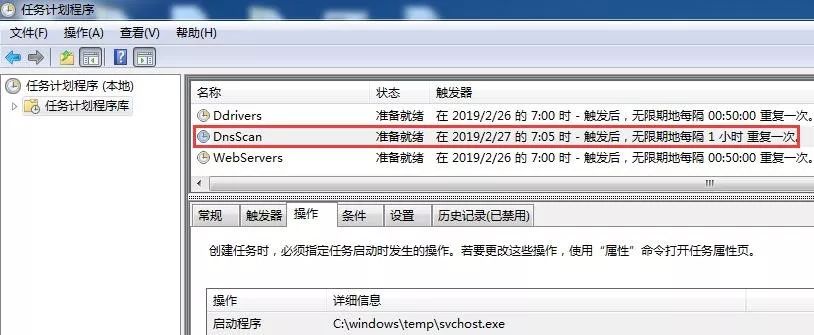 任务计划程序
文件(F) 操作(A) 查看(V) 帮助(H)
任务计划程序 (本地)
任务计划程序库
名称 状态 触发器
Ddrivers 准备就绪 在 2019/2/26 的 7:00 时 - 触发后，无限期地每隔 00:50:00 重复一次。
DnsScan 准备就绪 在 2019/2/27 的 7:05 时 - 触发后，无限期地每隔 1 小时 重复一次。
WebServers 准备就绪 在 2019/2/26 的 7:00 时 - 触发后，无限期地每隔 00:50:00 重复一次。
常规 触发器 操作 条件 设置 历史记录(已禁用)
创建任务时，必须指定任务启动时发生的操作。若要更改这些操作，使用“属性”命令打开任务属性页。
操作 详细信息
启动程序 C:\windows\temp\svchost.exe